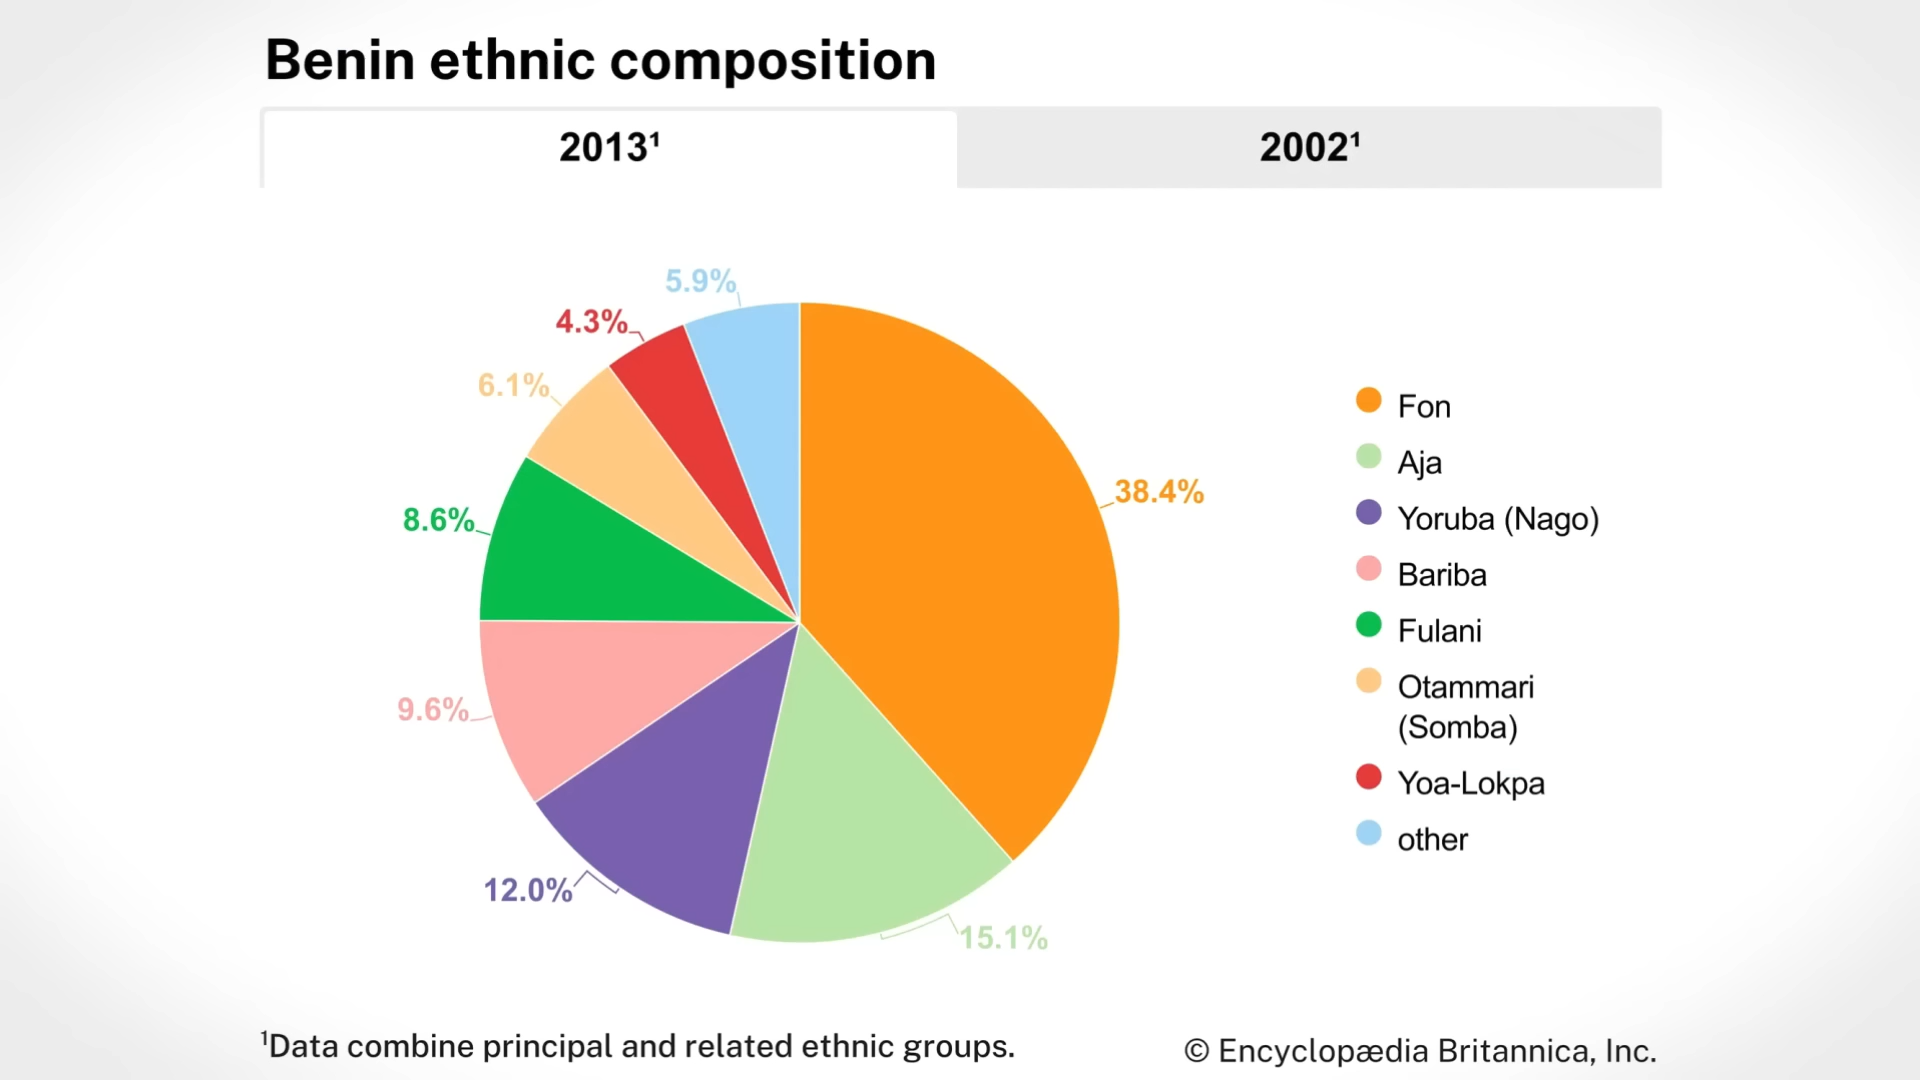 Benin ethnic composition
2013¹
2002¹
5.9%
4.3%
6.1%
38.4%
8.6%
9.6%
12.0%
15.1%
Fon
Aja
Yoruba (Nago)
Bariba
Fulani
Otammari
(Somba)
Yoa-Lokpa
other
¹Data combine principal and related ethnic groups.
© Encyclopædia Britannica, Inc.